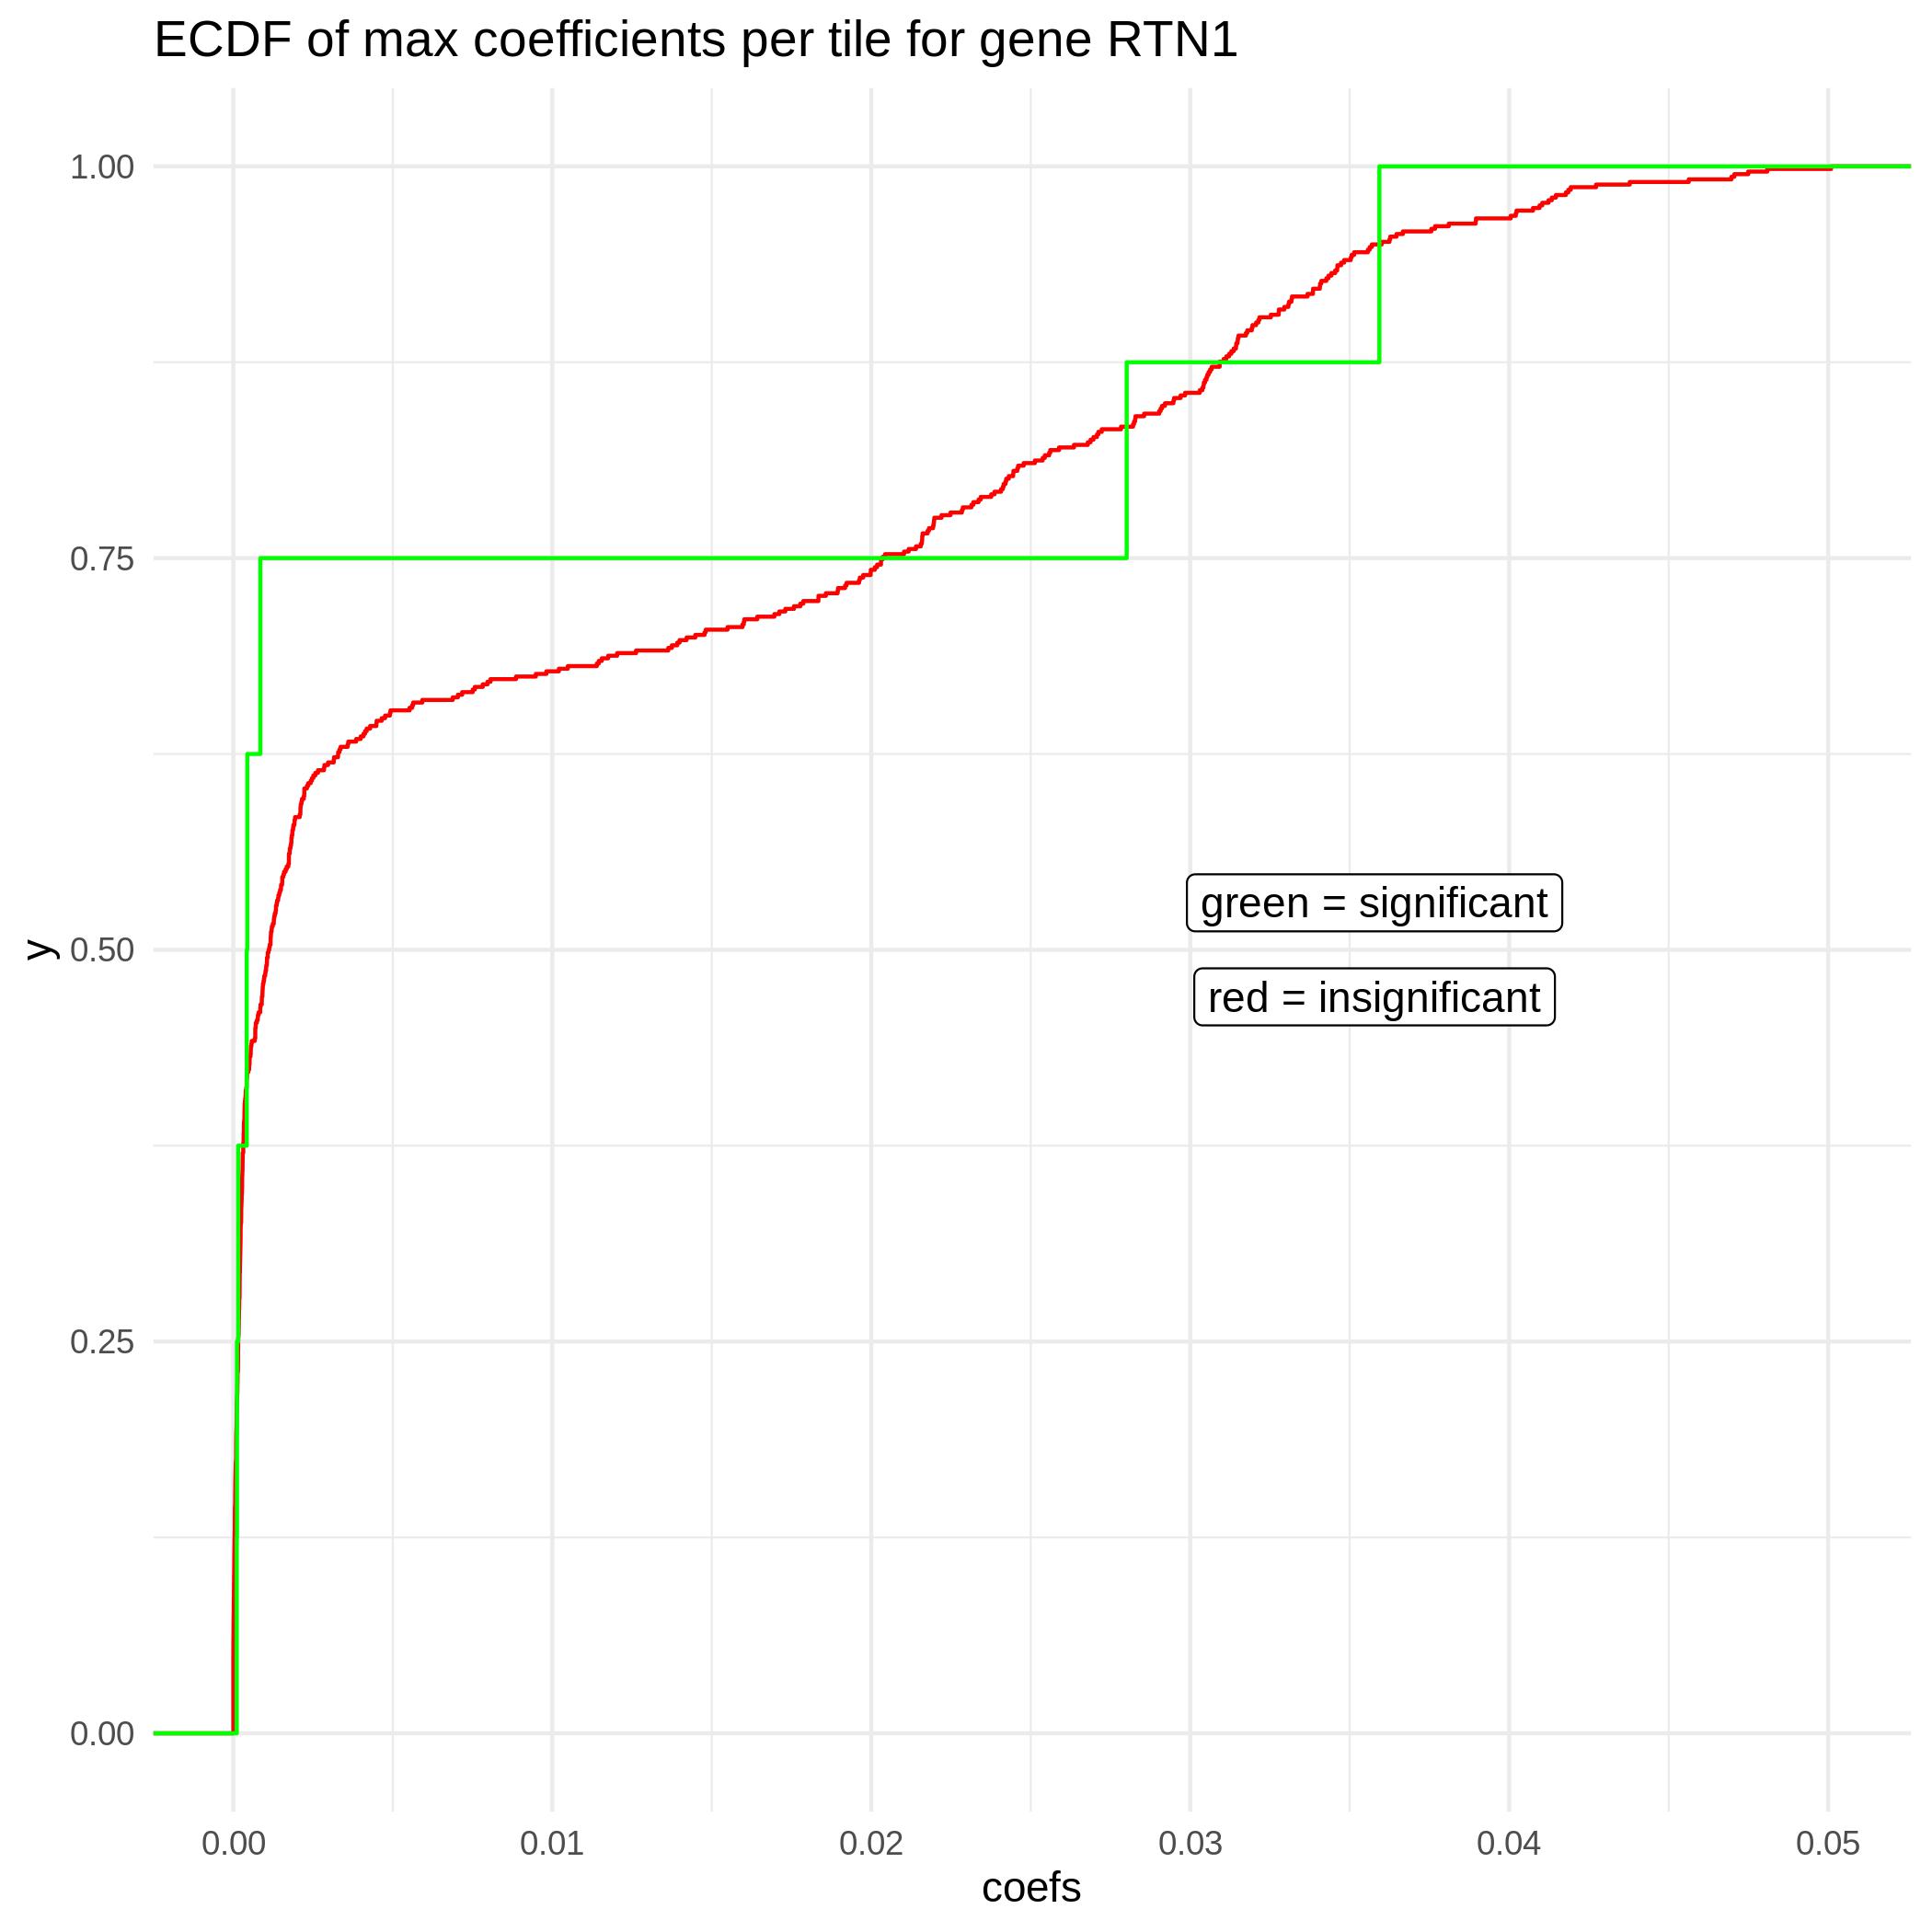 ECDF of max coefficients per tile for gene RTN1
1.00
0.75
0.50
0.25
0.00
y
green = significant
red = insignificant
0.00 0.01 0.02 0.03 0.04 0.05
coefs